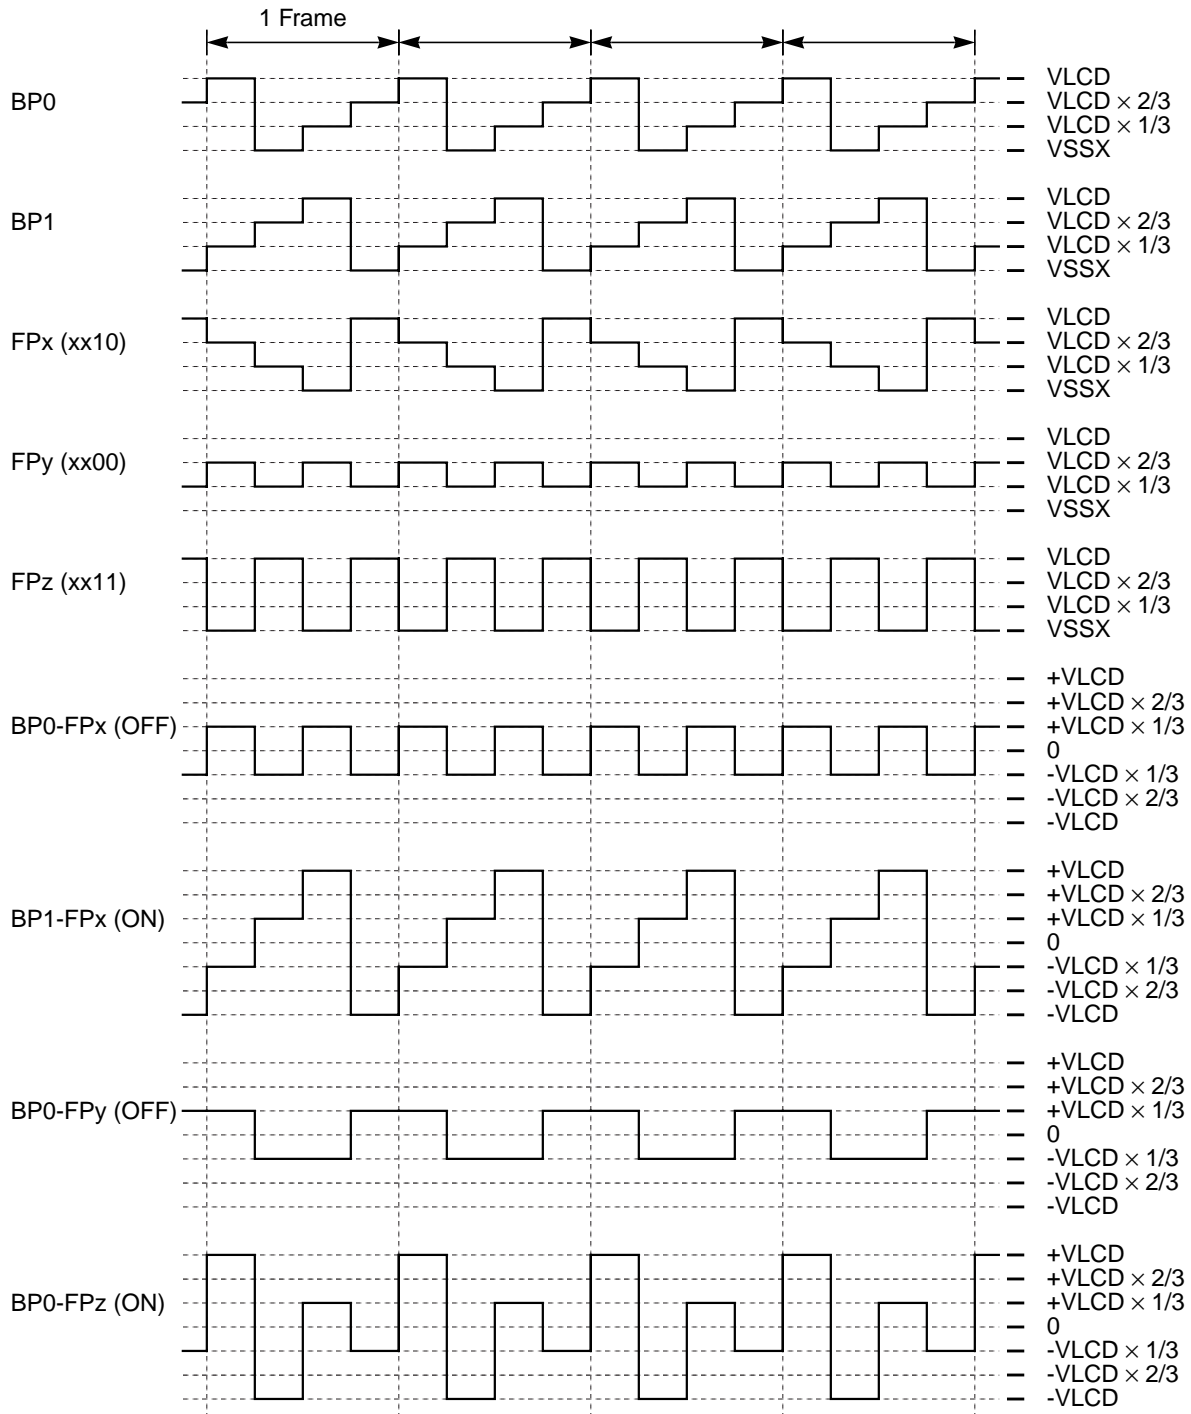 1 Frame
BP0
VLCD
VLCD × 2/3
VLCD × 1/3
VSSX
BP1
VLCD
VLCD × 2/3
VLCD × 1/3
VSSX
FPx (xx10)
VLCD
VLCD × 2/3
VLCD × 1/3
VSSX
FPy (xx00)
VLCD
VLCD × 2/3
VLCD × 1/3
VSSX
FPz (xx11)
VLCD
VLCD × 2/3
VLCD × 1/3
VSSX
BP0-FPx (OFF)
+VLCD
+VLCD × 2/3
+VLCD × 1/3
0
-VLCD × 1/3
-VLCD × 2/3
-VLCD
BP1-FPx (ON)
+VLCD
+VLCD × 2/3
+VLCD × 1/3
0
-VLCD × 1/3
-VLCD × 2/3
-VLCD
BP0-FPy (OFF)
+VLCD
+VLCD × 2/3
+VLCD × 1/3
0
-VLCD × 1/3
-VLCD × 2/3
-VLCD
BP0-FPz (ON)
+VLCD
+VLCD × 2/3
+VLCD × 1/3
0
-VLCD × 1/3
-VLCD × 2/3
-VLCD